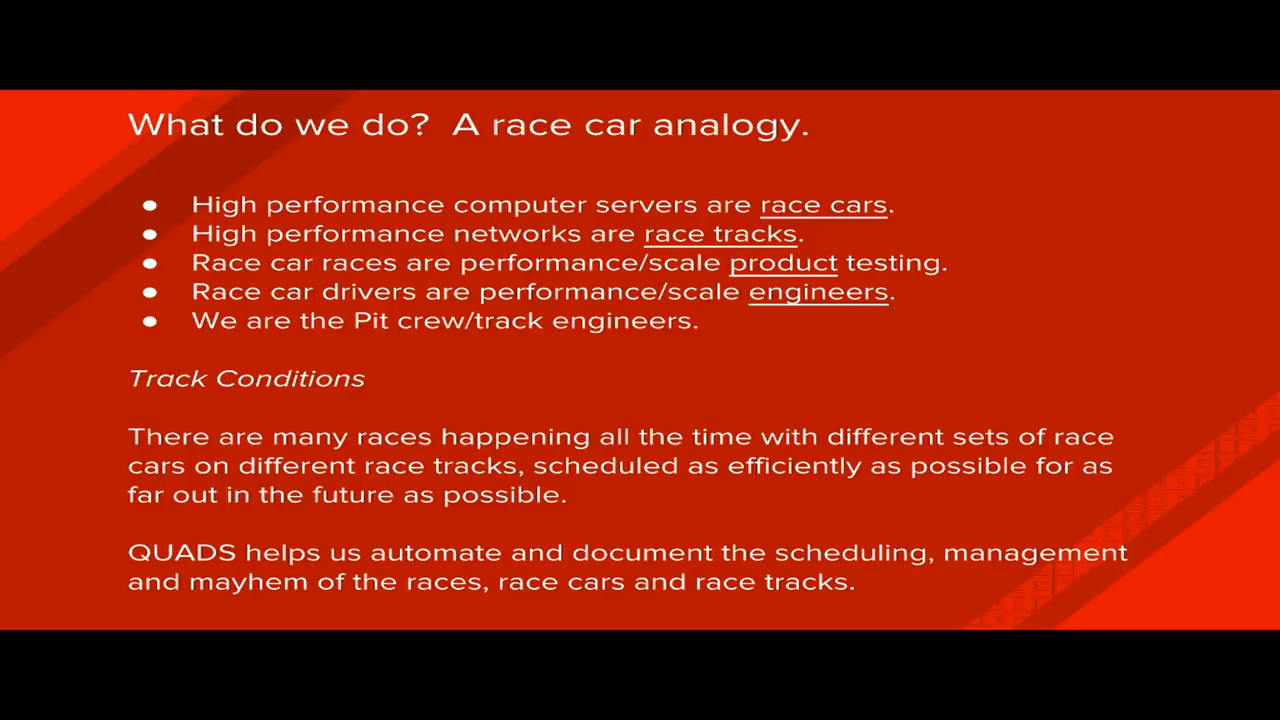 What do we do?  A race car analogy.
● High performance computer servers are race cars.
● High performance networks are race tracks.
● Race car races are performance/scale product testing.
● Race car drivers are performance/scale engineers.
● We are the Pit crew/track engineers.
Track Conditions
There are many races happening all the time with different sets of race
cars on different race tracks, scheduled as efficiently as possible for as
far out in the future as possible.
QUADS helps us automate and document the scheduling, management
and mayhem of the races, race cars and race tracks.